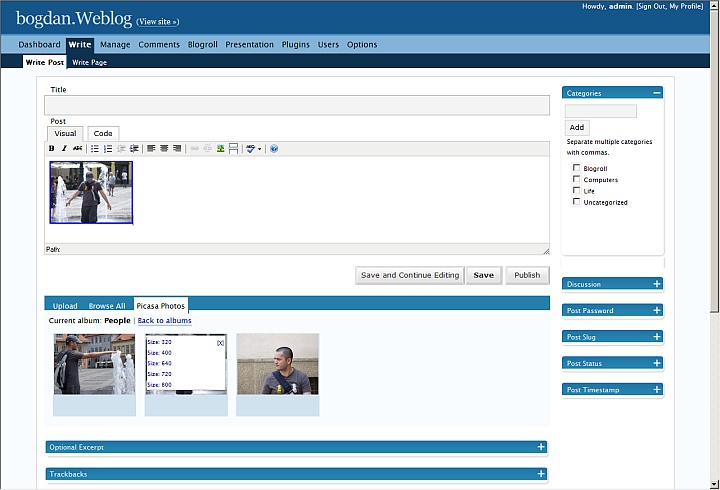 Howdy, admin. [Sign Out, My Profile]
bogdan.Weblog (View site »)
Dashboard Write Manage Comments Blogroll Presentation Plugins Users Options
Write Post Write Page
Title
Post
Visual Code
B I ABC ABC
Path:
Save and Continue Editing Save Publish
Upload Browse All Picasa Photos
Current album: People | Back to albums
Size: 320 [X]
Size: 400
Size: 640
Size: 720
Size: 800
Optional Excerpt +
Trackbacks +
Categories −
Add
Separate multiple categories
with commas.
Blogroll
Computers
Life
Uncategorized
Discussion +
Post Password +
Post Slug +
Post Status +
Post Timestamp +